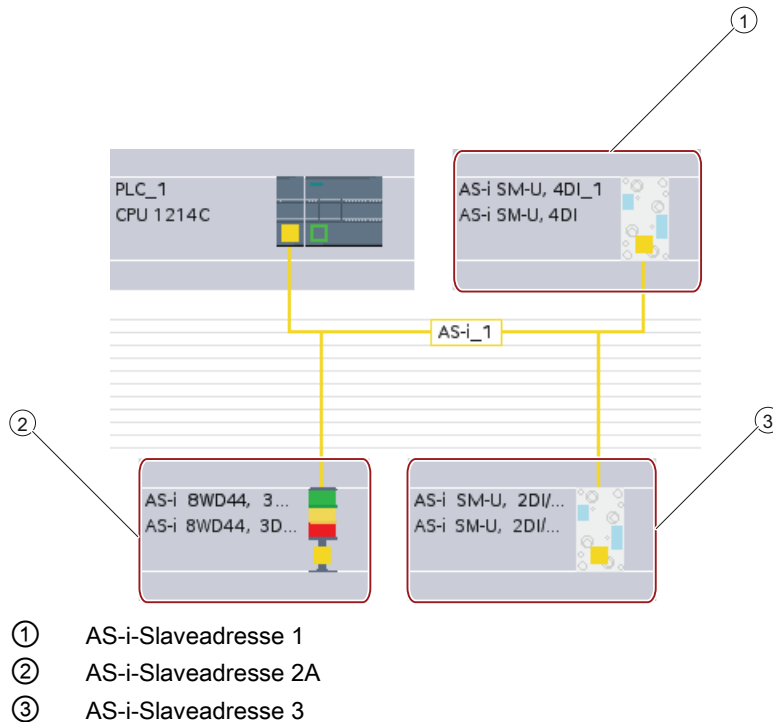 ①
PLC_1
CPU 1214C
AS-i SM-U, 4DI_1
AS-i SM-U, 4DI
AS-i_1
②
③
AS-i 8WD44, 3...
AS-i 8WD44, 3D...
AS-i SM-U, 2DI/...
AS-i SM-U, 2DI/...
① AS-i-Slaveadresse 1
② AS-i-Slaveadresse 2A
③ AS-i-Slaveadresse 3